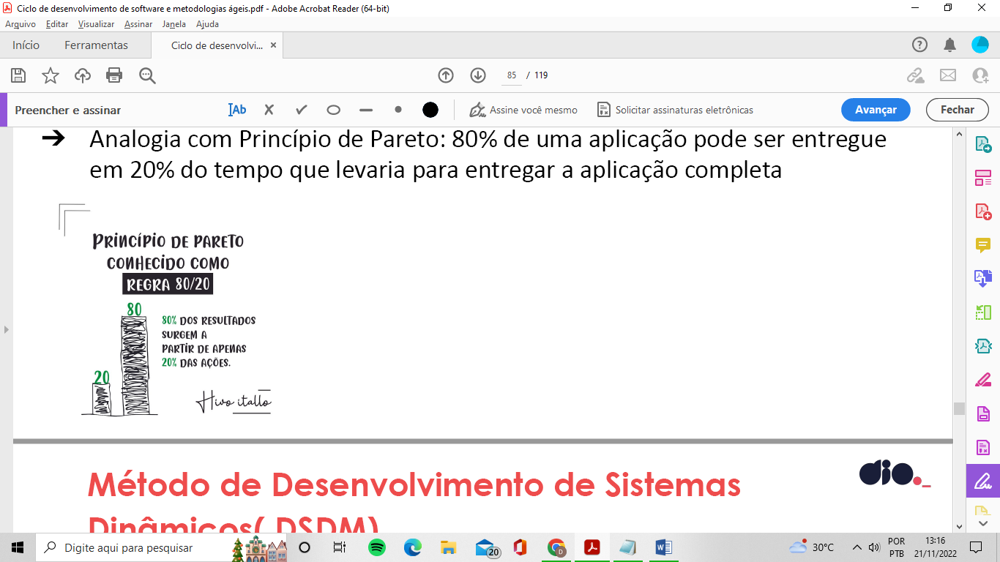 Ciclo de desenvolvimento de software e metodologias ágeis.pdf - Adobe Acrobat Reader (64-bit)
Arquivo Editar Visualizar Assinar Janela Ajuda
Início Ferramentas Ciclo de desenvolvi... ×
85 / 119
Preencher e assinar IAb Assine você mesmo Solicitar assinaturas eletrônicas Avançar Fechar
➔ Analogia com Princípio de Pareto: 80% de uma aplicação pode ser entregue
em 20% do tempo que levaria para entregar a aplicação completa
PRINCÍPIO DE PARETO
CONHECIDO COMO
REGRA 80/20
80
80% DOS RESULTADOS
SURGEM A
PARTIR DE APENAS
20% DAS AÇÕES.
20
Hivo itallo
dio.
Método de Desenvolvimento de Sistemas
Dinâmicos( DSDM)
Digite aqui para pesquisar
20
30°C
POR
PTB
13:16
21/11/2022